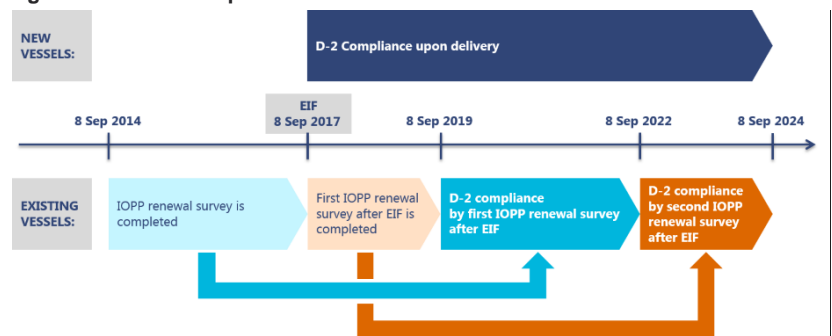 NEW
VESSELS:
D-2 Compliance upon delivery
EIF
8 Sep 2014
8 Sep 2017
8 Sep 2019
8 Sep 2022
8 Sep 2024
EXISTING
VESSELS:
IOPP renewal survey is
completed
First IOPP renewal
survey after EIF is
completed
D-2 compliance
by first IOPP renewal survey
after EIF
D-2 compliance
by second IOPP
renewal survey
after EIF